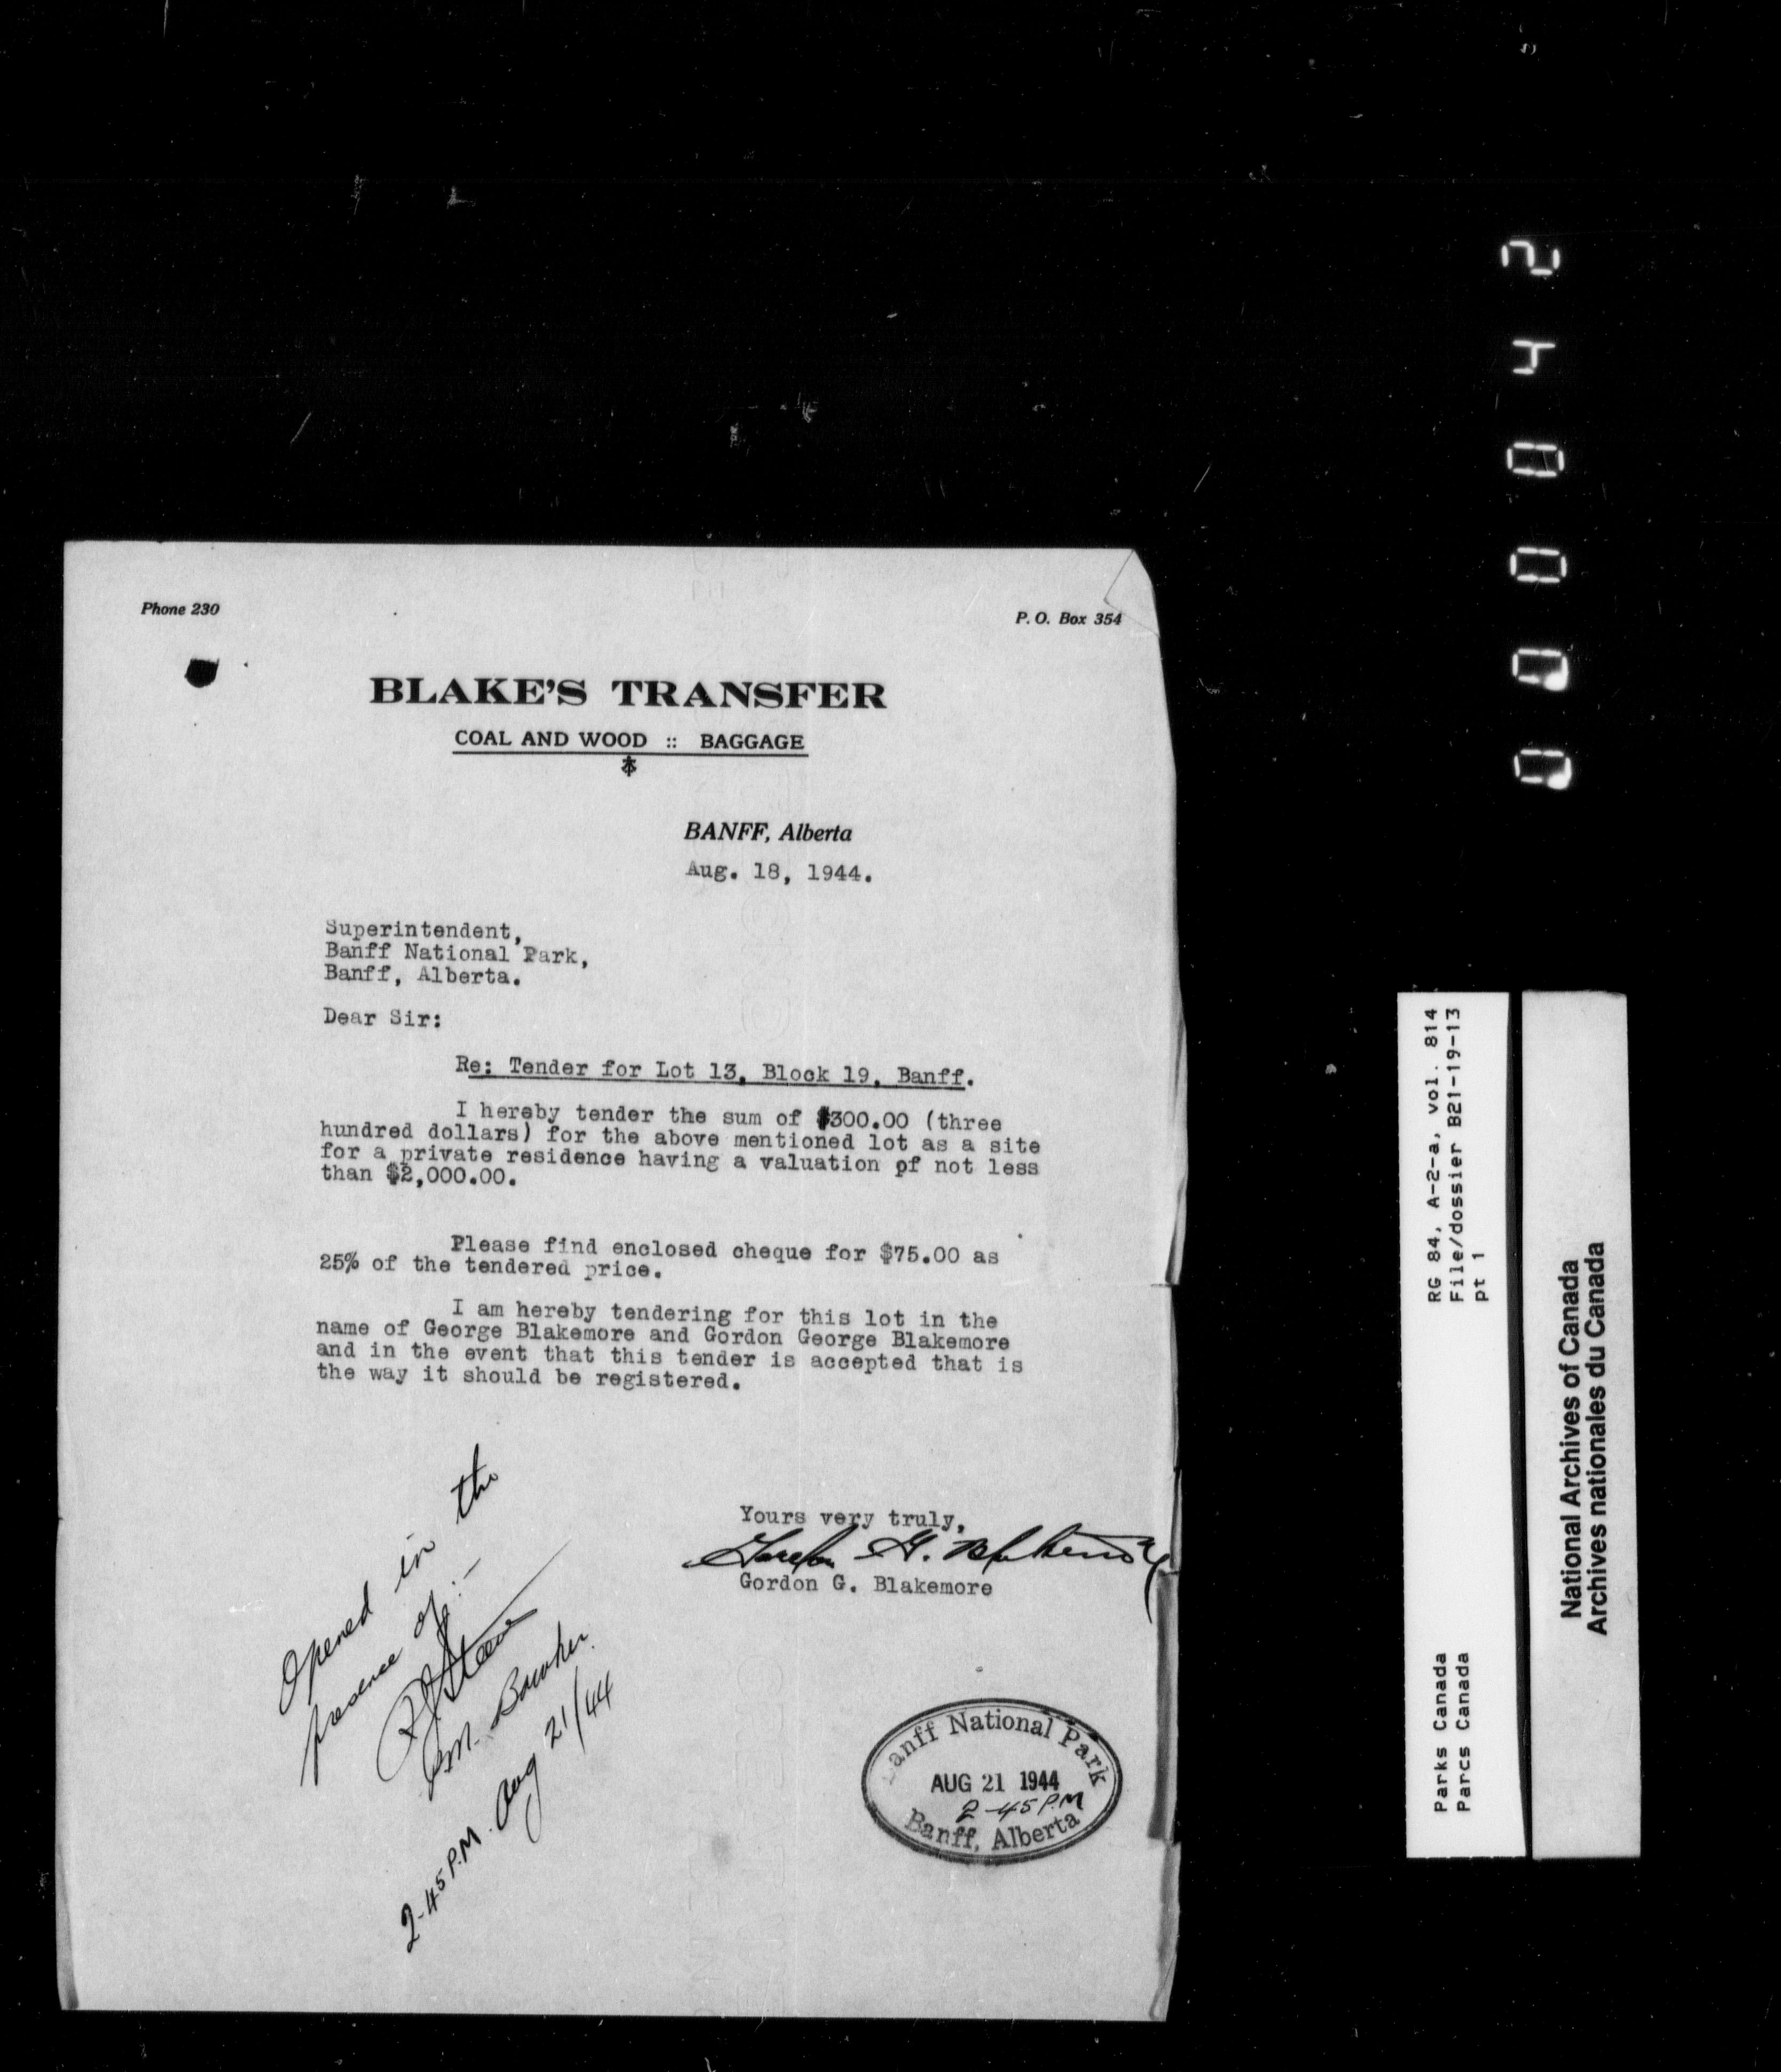 Phone 230
P. O. Box 354
BLAKE'S TRANSFER
COAL AND WOOD :: BAGGAGE
BANFF, Alberta
Aug. 18, 1944.
Superintendent,
Banff National Park,
Banff, Alberta.
Dear Sir:
Re: Tender for Lot 13, Block 19, Banff.
I hereby tender the sum of $300.00 (three
hundred dollars) for the above mentioned lot as a site
for a private residence having a valuation of not less
than $2,000.00.
Please find enclosed cheque for $75.00 as
25% of the tendered price.
I am hereby tendering for this lot in the
name of George Blakemore and Gordon George Blakemore
and in the event that this tender is accepted that is
the way it should be registered.
Yours very truly,
Gordon G. Blakemore
Gordon G. Blakemore
Opened in the
presence of:-
2-45 P.M. Aug 21/44
Banff National Park
AUG 21 1944
2-45 P.M
Banff, Alberta
000042
RG 84, A-2-a, vol. 814
File/dossier B21-19-13
pt 1
Parks Canada
Parcs Canada
National Archives of Canada
Archives nationales du Canada